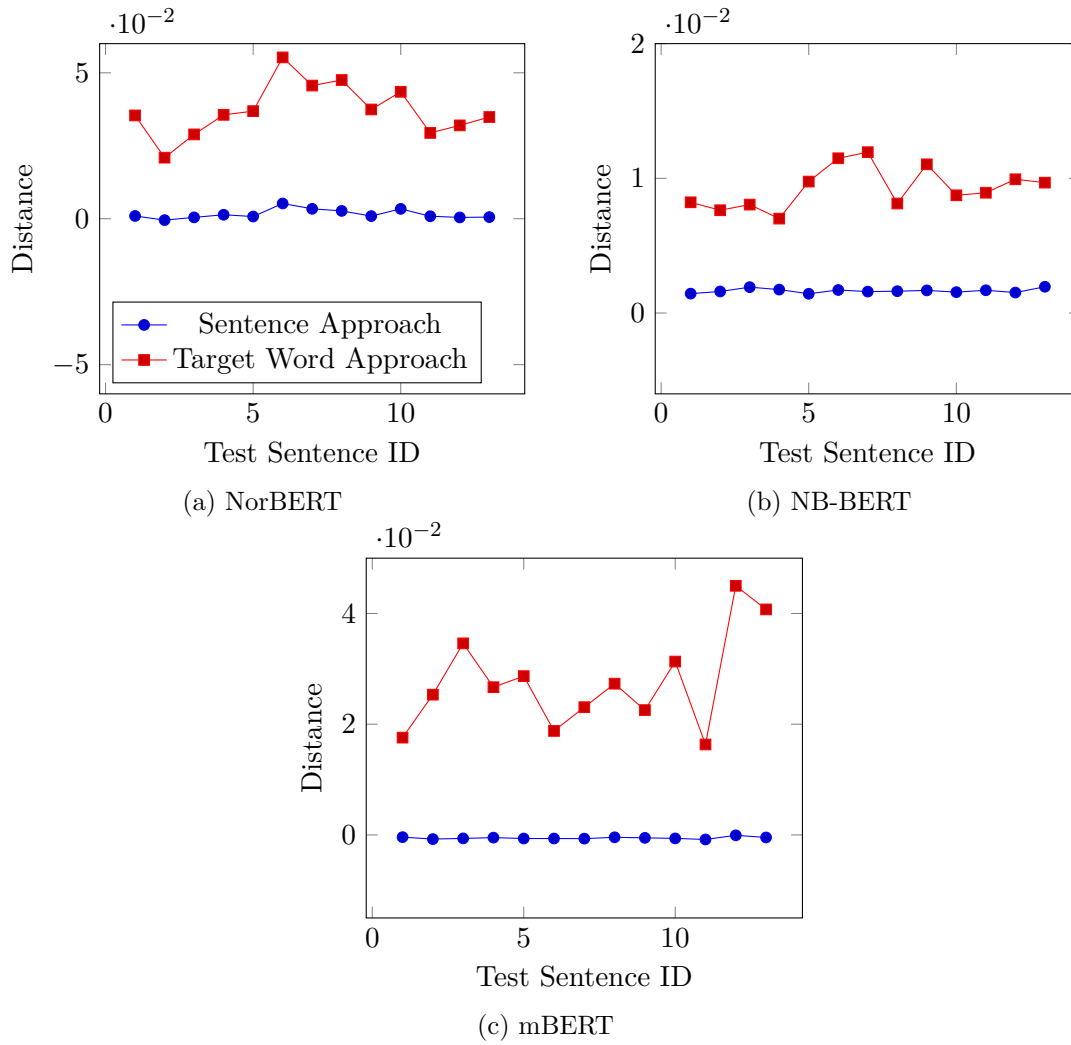 ·10−2
5
0
−5
Distance
Sentence Approach
Target Word Approach
0
5
10
Test Sentence ID
(a) NorBERT
·10−2
2
1
0
Distance
0
5
10
Test Sentence ID
(b) NB-BERT
·10−2
4
2
0
Distance
0
5
10
Test Sentence ID
(c) mBERT